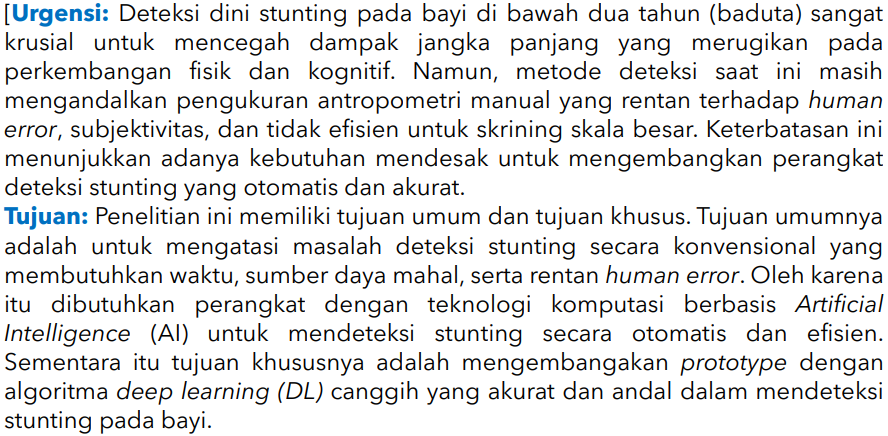 [Urgensi: Deteksi dini stunting pada bayi di bawah dua tahun (baduta) sangat
krusial untuk mencegah dampak jangka panjang yang merugikan pada
perkembangan fisik dan kognitif. Namun, metode deteksi saat ini masih
mengandalkan pengukuran antropometri manual yang rentan terhadap human
error, subjektivitas, dan tidak efisien untuk skrining skala besar. Keterbatasan ini
menunjukkan adanya kebutuhan mendesak untuk mengembangkan perangkat
deteksi stunting yang otomatis dan akurat.
Tujuan: Penelitian ini memiliki tujuan umum dan tujuan khusus. Tujuan umumnya
adalah untuk mengatasi masalah deteksi stunting secara konvensional yang
membutuhkan waktu, sumber daya mahal, serta rentan human error. Oleh karena
itu dibutuhkan perangkat dengan teknologi komputasi berbasis Artificial
Intelligence (AI) untuk mendeteksi stunting secara otomatis dan efisien.
Sementara itu tujuan khususnya adalah mengembangakan prototype dengan
algoritma deep learning (DL) canggih yang akurat dan andal dalam mendeteksi
stunting pada bayi.